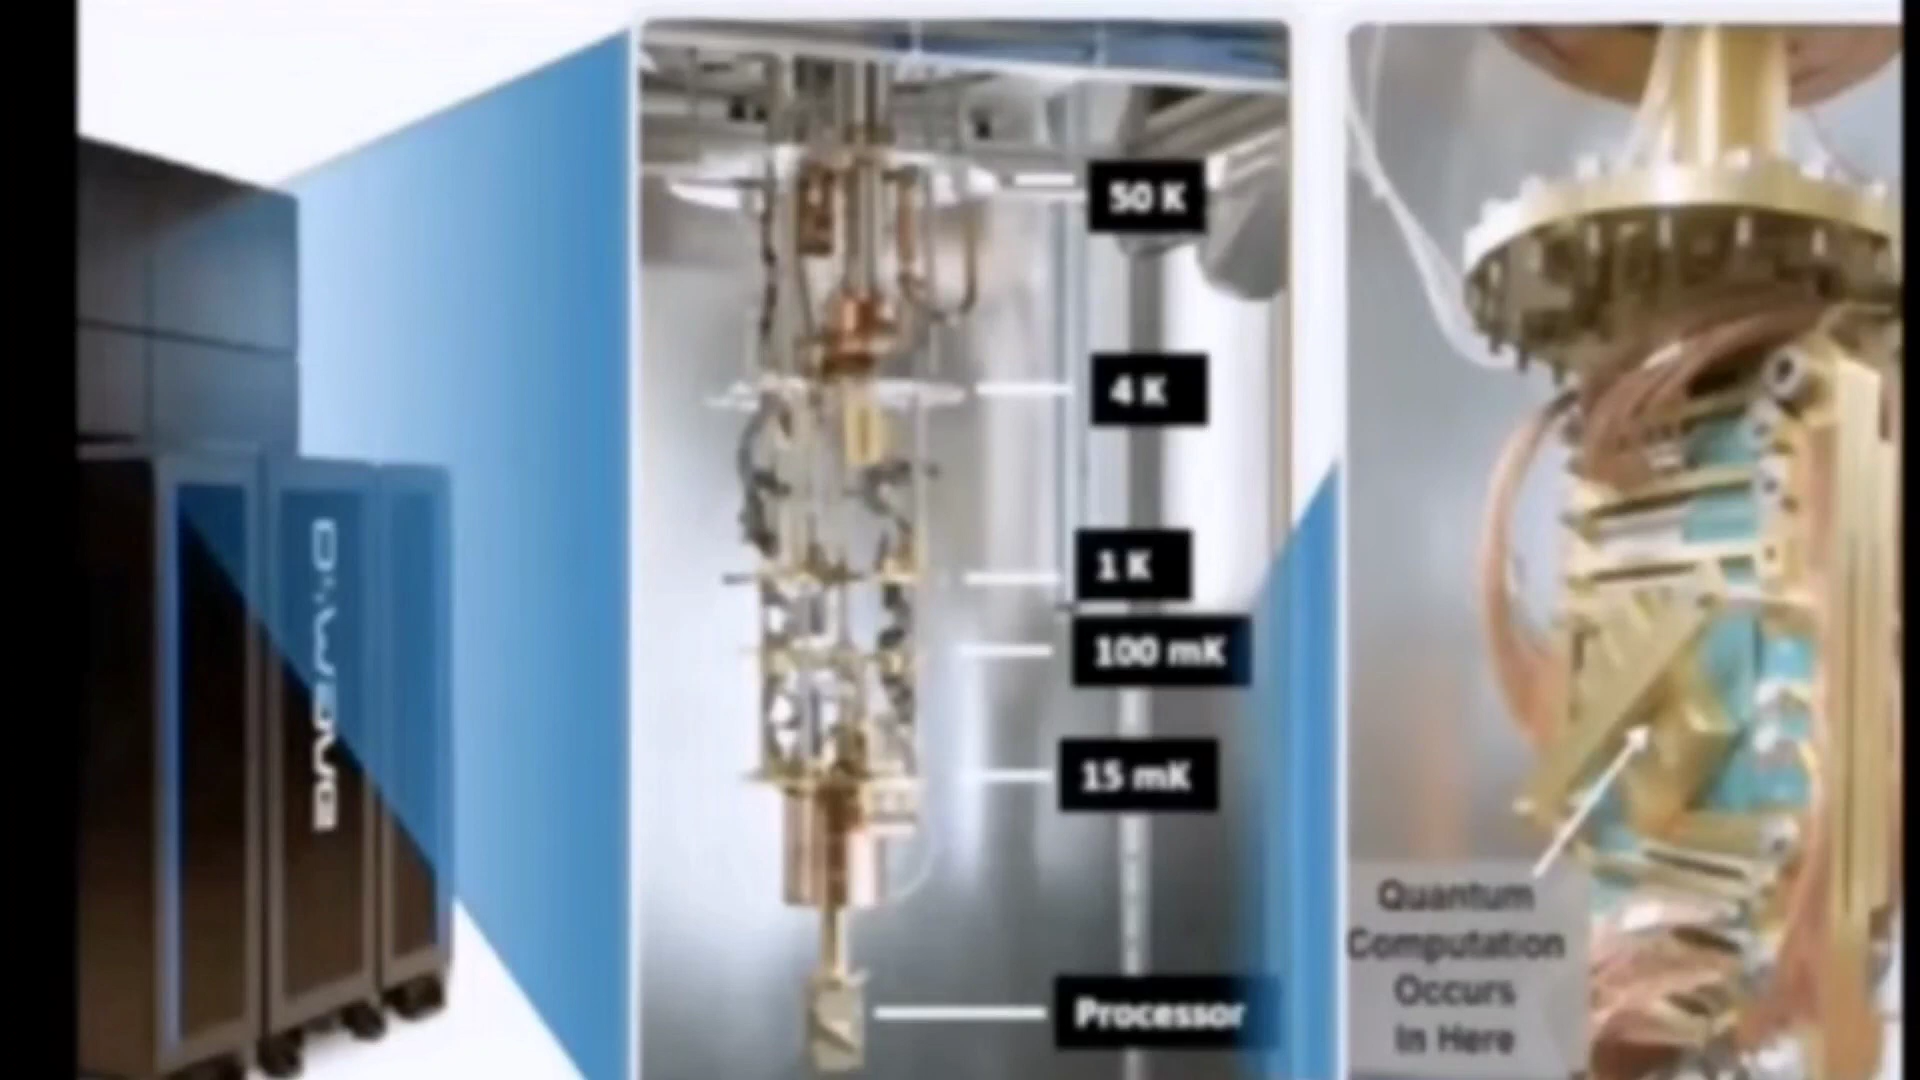 D:WAVE
50 K
4 K
1 K
100 mK
15 mK
Processor
Quantum
Computation
Occurs
In Here